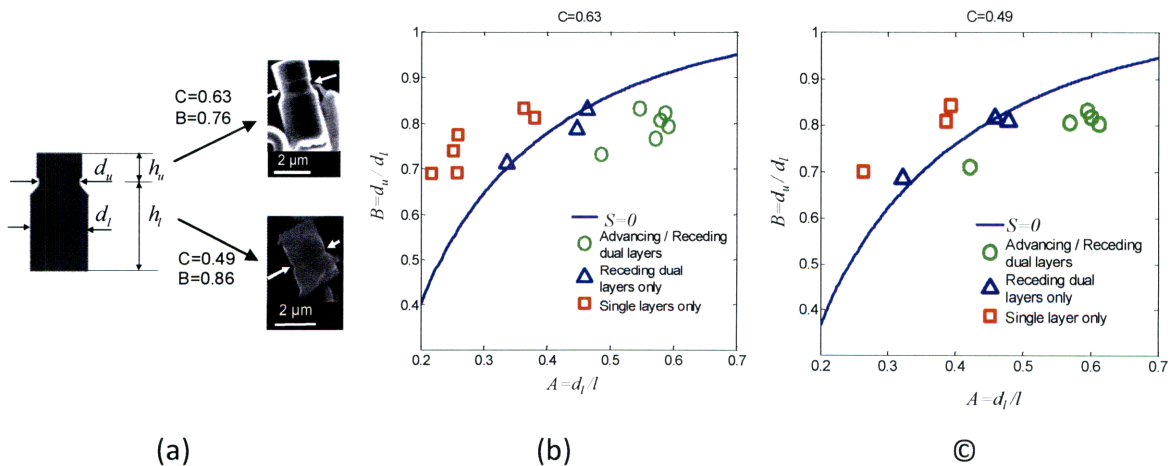 C=0.63
B=0.76
2 μm
d_u
h_u
d_l
h_l
C=0.49
B=0.86
2 μm
(a)
C=0.63
1
0.9
0.8
0.7
0.6
0.5
0.4
B=d_u/ d_l
S=0
Advancing / Receding
dual layers
Receding dual
layers only
Single layers only
0.2 0.3 0.4 0.5 0.6 0.7
A=d_l/l
(b)
C=0.49
1
0.9
0.8
0.7
0.6
0.5
0.4
B=d_u/ d_l
S=0
Advancing / Receding
dual layers
Receding dual
layers only
Single layer only
0.2 0.3 0.4 0.5 0.6 0.7
A=d_l/l
©